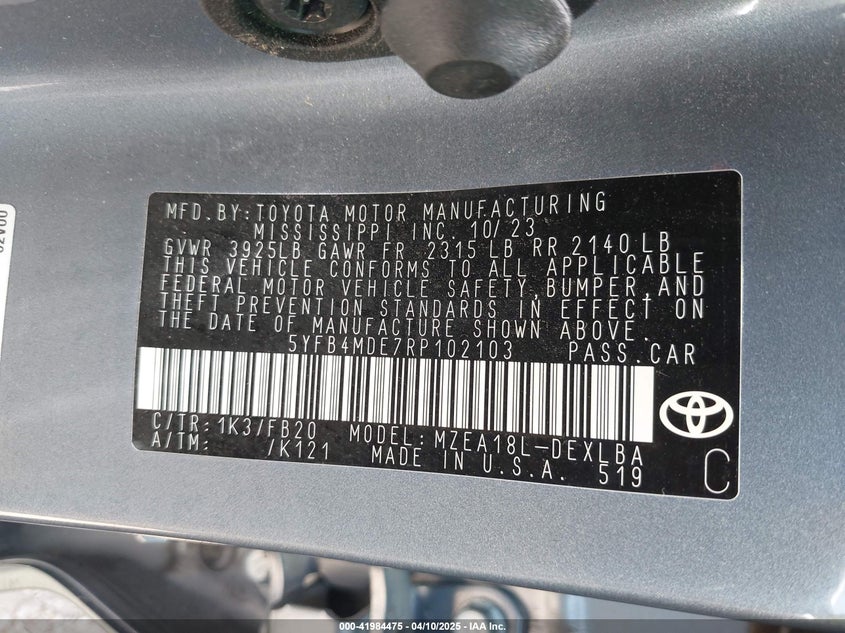 MFD. BY: TOYOTA MOTOR MANUFACTURING
MISSISSIPPI INC. 10/23
GVWR 3925LB GAWR FR 2315 LB RR 2140 LB
THIS VEHICLE CONFORMS TO ALL APPLICABLE
FEDERAL MOTOR VEHICLE SAFETY, BUMPER, AND
THEFT PREVENTION STANDARDS IN EFFECT ON
THE DATE OF MANUFACTURE SHOWN ABOVE.
5YFB4MDE7RP102103 PASS. CAR
C/TR: 1K3/FB20 MODEL: MZEA18L-DEXLBA
A/TM: /K121 MADE IN U.S.A. 519
C
000-41984475 - 04/10/2025 - IAA, Inc.